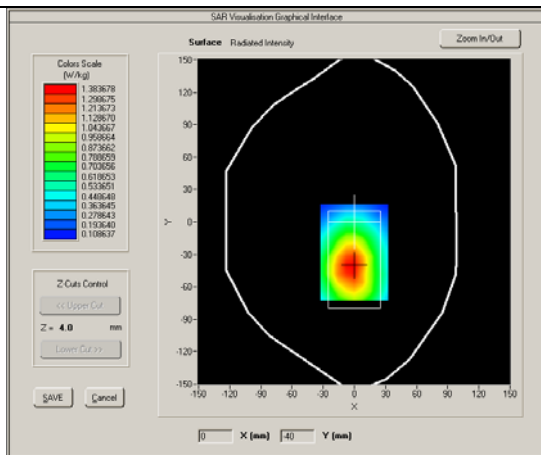 SAR Visualisation Graphical Interface
Surface Radiated Intensity
Zoom In/Out
Colors Scale
(W/kg)
1.383678
1.298675
1.213673
1.128670
1.043667
0.958664
0.873662
0.788659
0.703656
0.618653
0.533651
0.448648
0.363645
0.278643
0.193640
0.108637
150
120
90
60
30
0
-30
-60
-90
-120
-150
Y
-150 -120 -90 -60 -30 0 30 60 90 120 150
X
Z-Cuts Control
<< Upper Cut
Z = 4.0 mm
Lower Cut >>
SAVE Cancel
0 X (mm) -40 Y (mm)